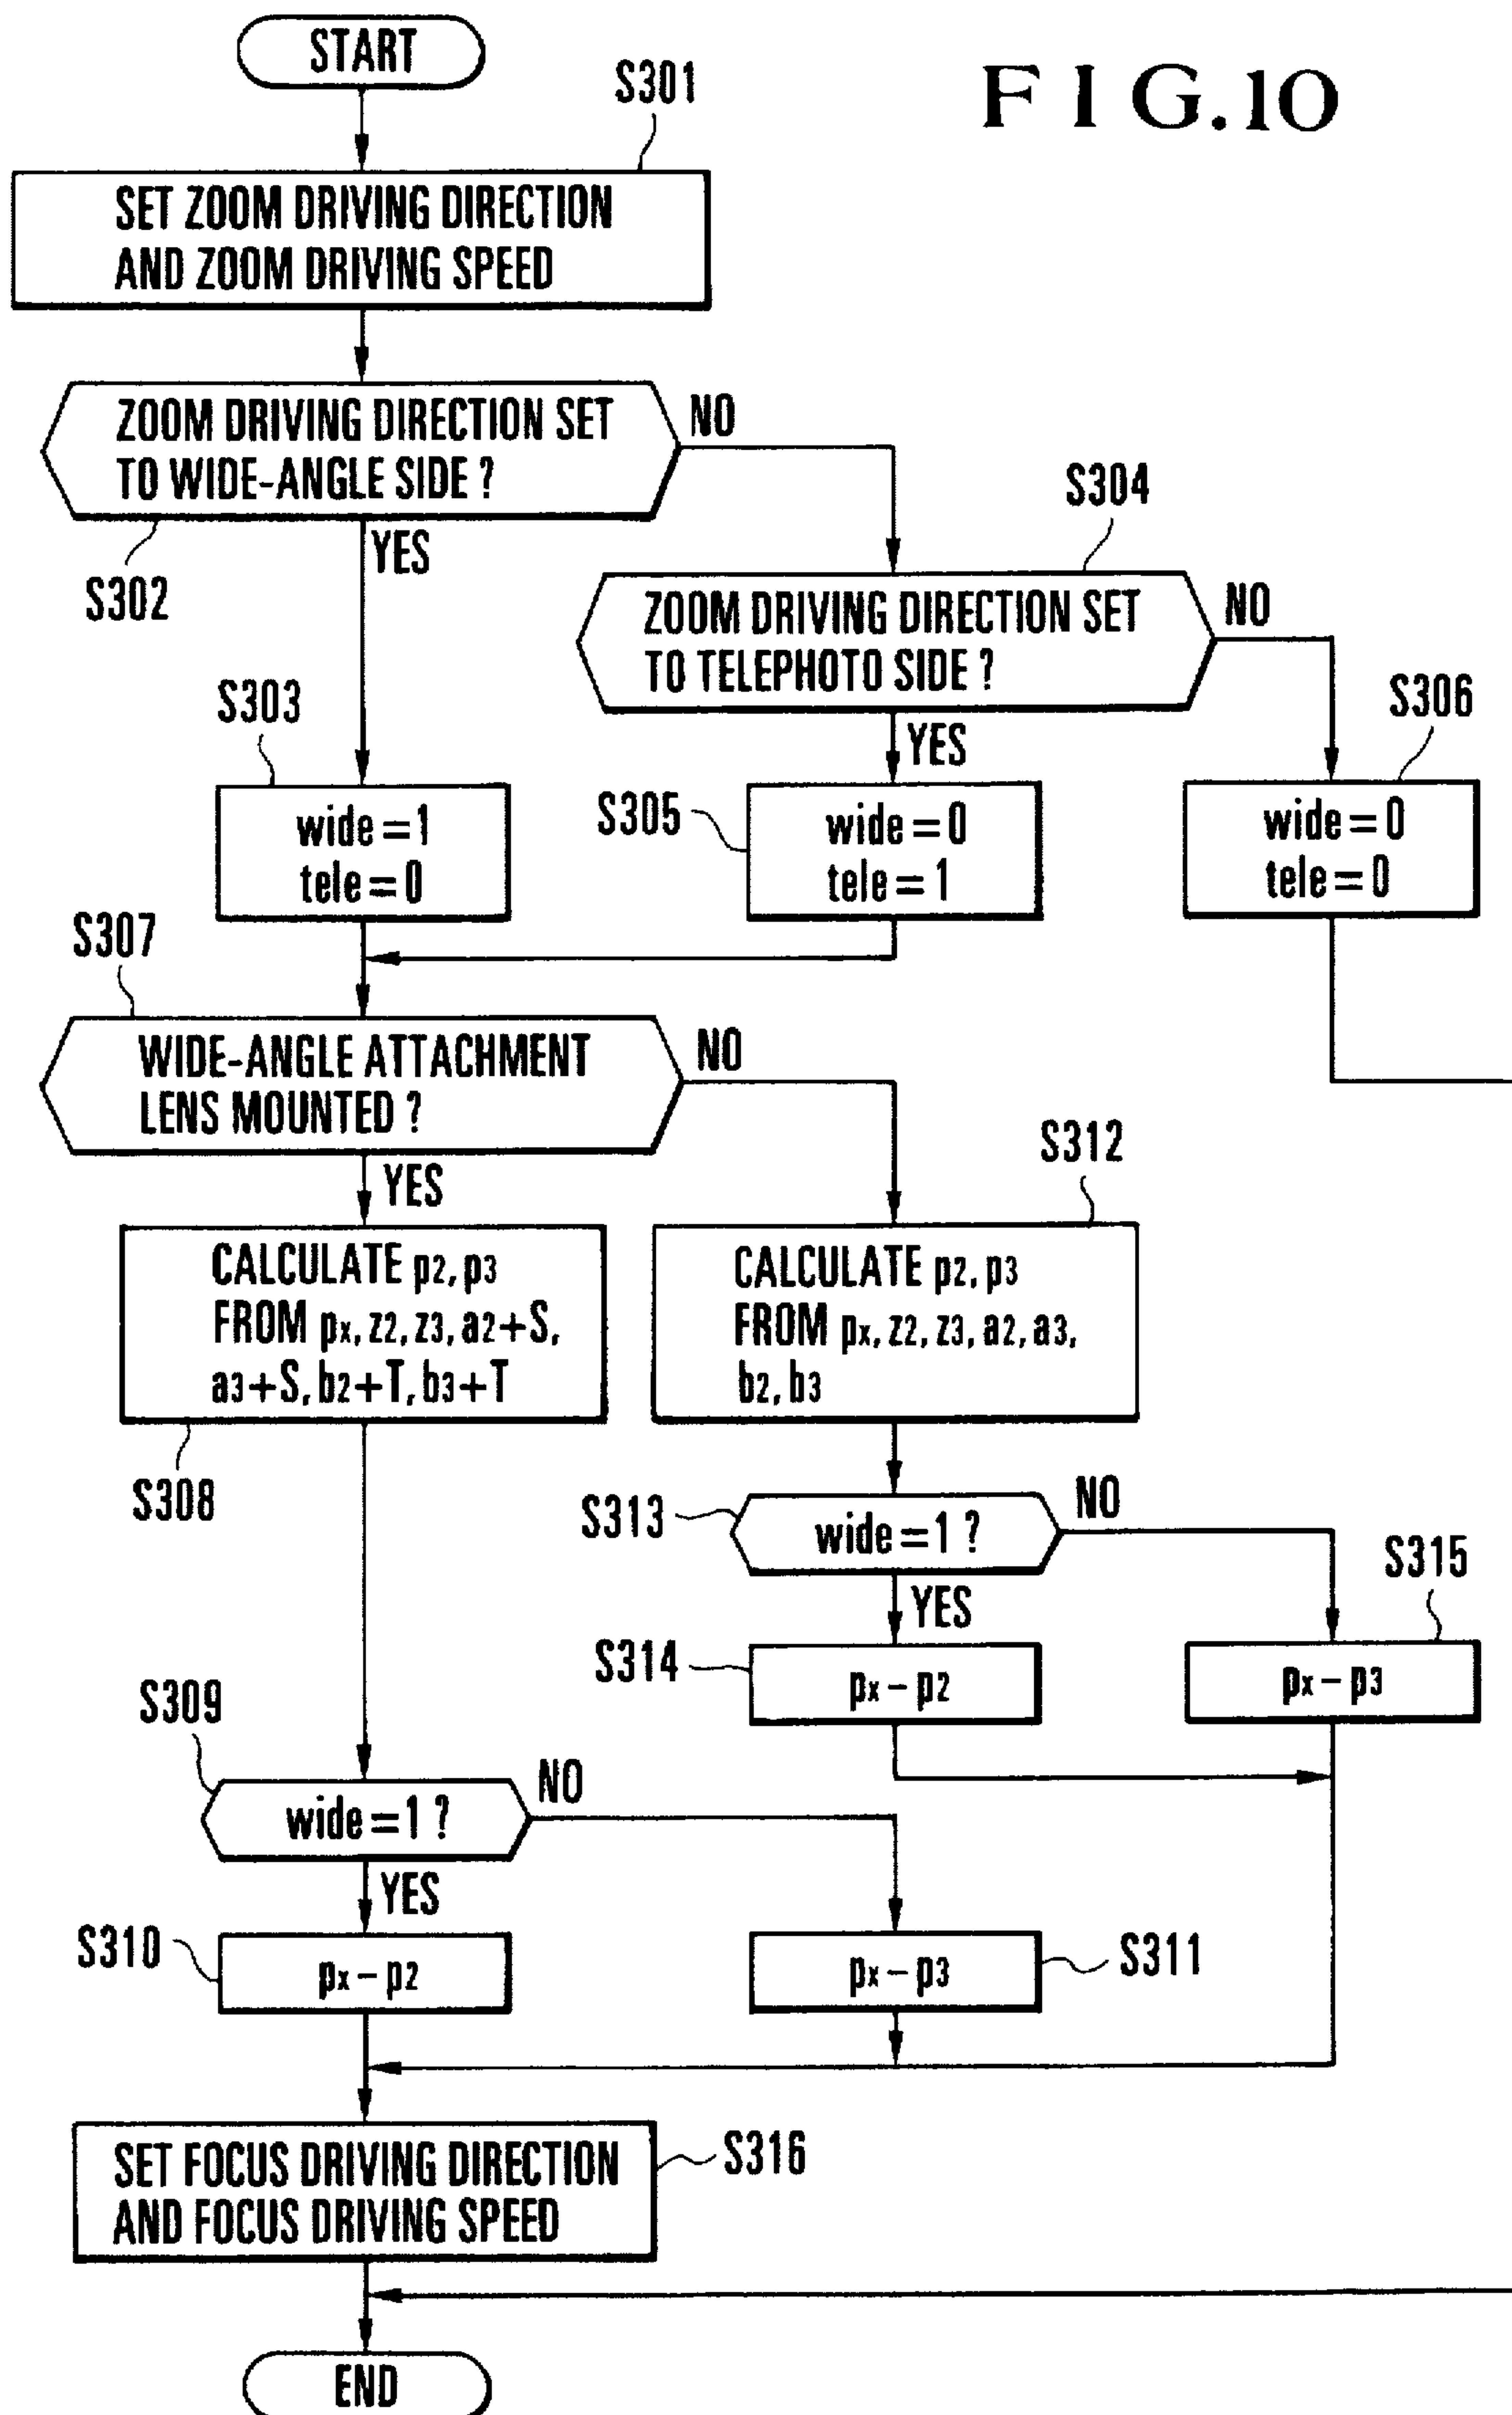 START
FIG.10
S301
SET ZOOM DRIVING DIRECTION
AND ZOOM DRIVING SPEED
ZOOM DRIVING DIRECTION SET
TO WIDE-ANGLE SIDE ?
NO
YES
S302
S304
ZOOM DRIVING DIRECTION SET
TO TELEPHOTO SIDE ?
NO
YES
S303
wide = 1
tele = 0
S305
wide = 0
tele = 1
S306
wide = 0
tele = 0
S307
WIDE-ANGLE ATTACHMENT
LENS MOUNTED ?
NO
YES
S312
CALCULATE p2, p3
FROM px, z2, z3, a2+S,
a3+S, b2+T, b3+T
S308
CALCULATE p2, p3
FROM px, z2, z3, a2, a3,
b2, b3
S313
wide = 1 ?
NO
YES
S314
px - p2
S315
px - p3
S309
wide = 1 ?
NO
YES
S310
px - p2
px - p3
S311
SET FOCUS DRIVING DIRECTION
AND FOCUS DRIVING SPEED
S316
END